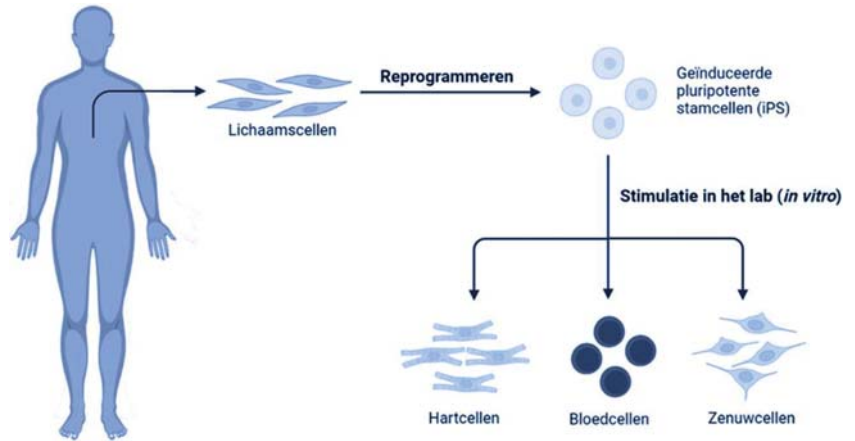 Lichaamscellen
Reprogrammeren
Geïnduceerde
pluripotente
stamcellen (iPS)
Stimulatie in het lab (in vitro)
Hartcellen
Bloedcellen
Zenuwcellen